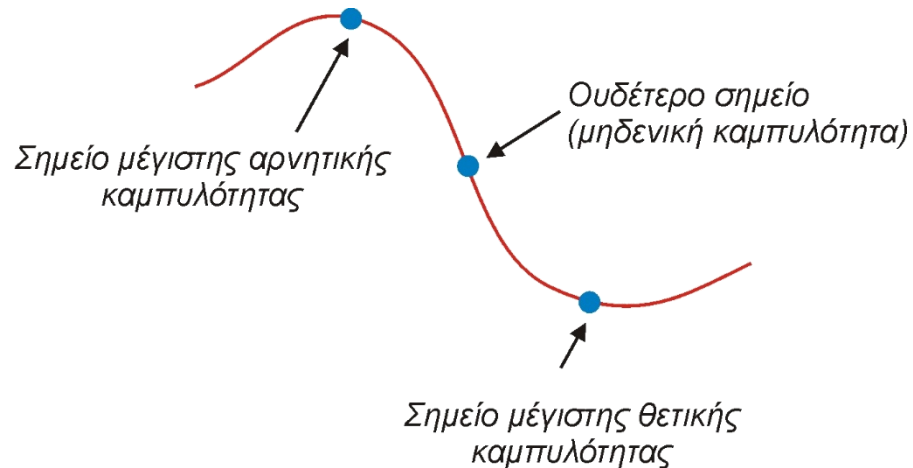 Ουδέτερο σημείο
(μηδενική καμπυλότητα)
Σημείο μέγιστης αρνητικής
καμπυλότητας
Σημείο μέγιστης θετικής
καμπυλότητας